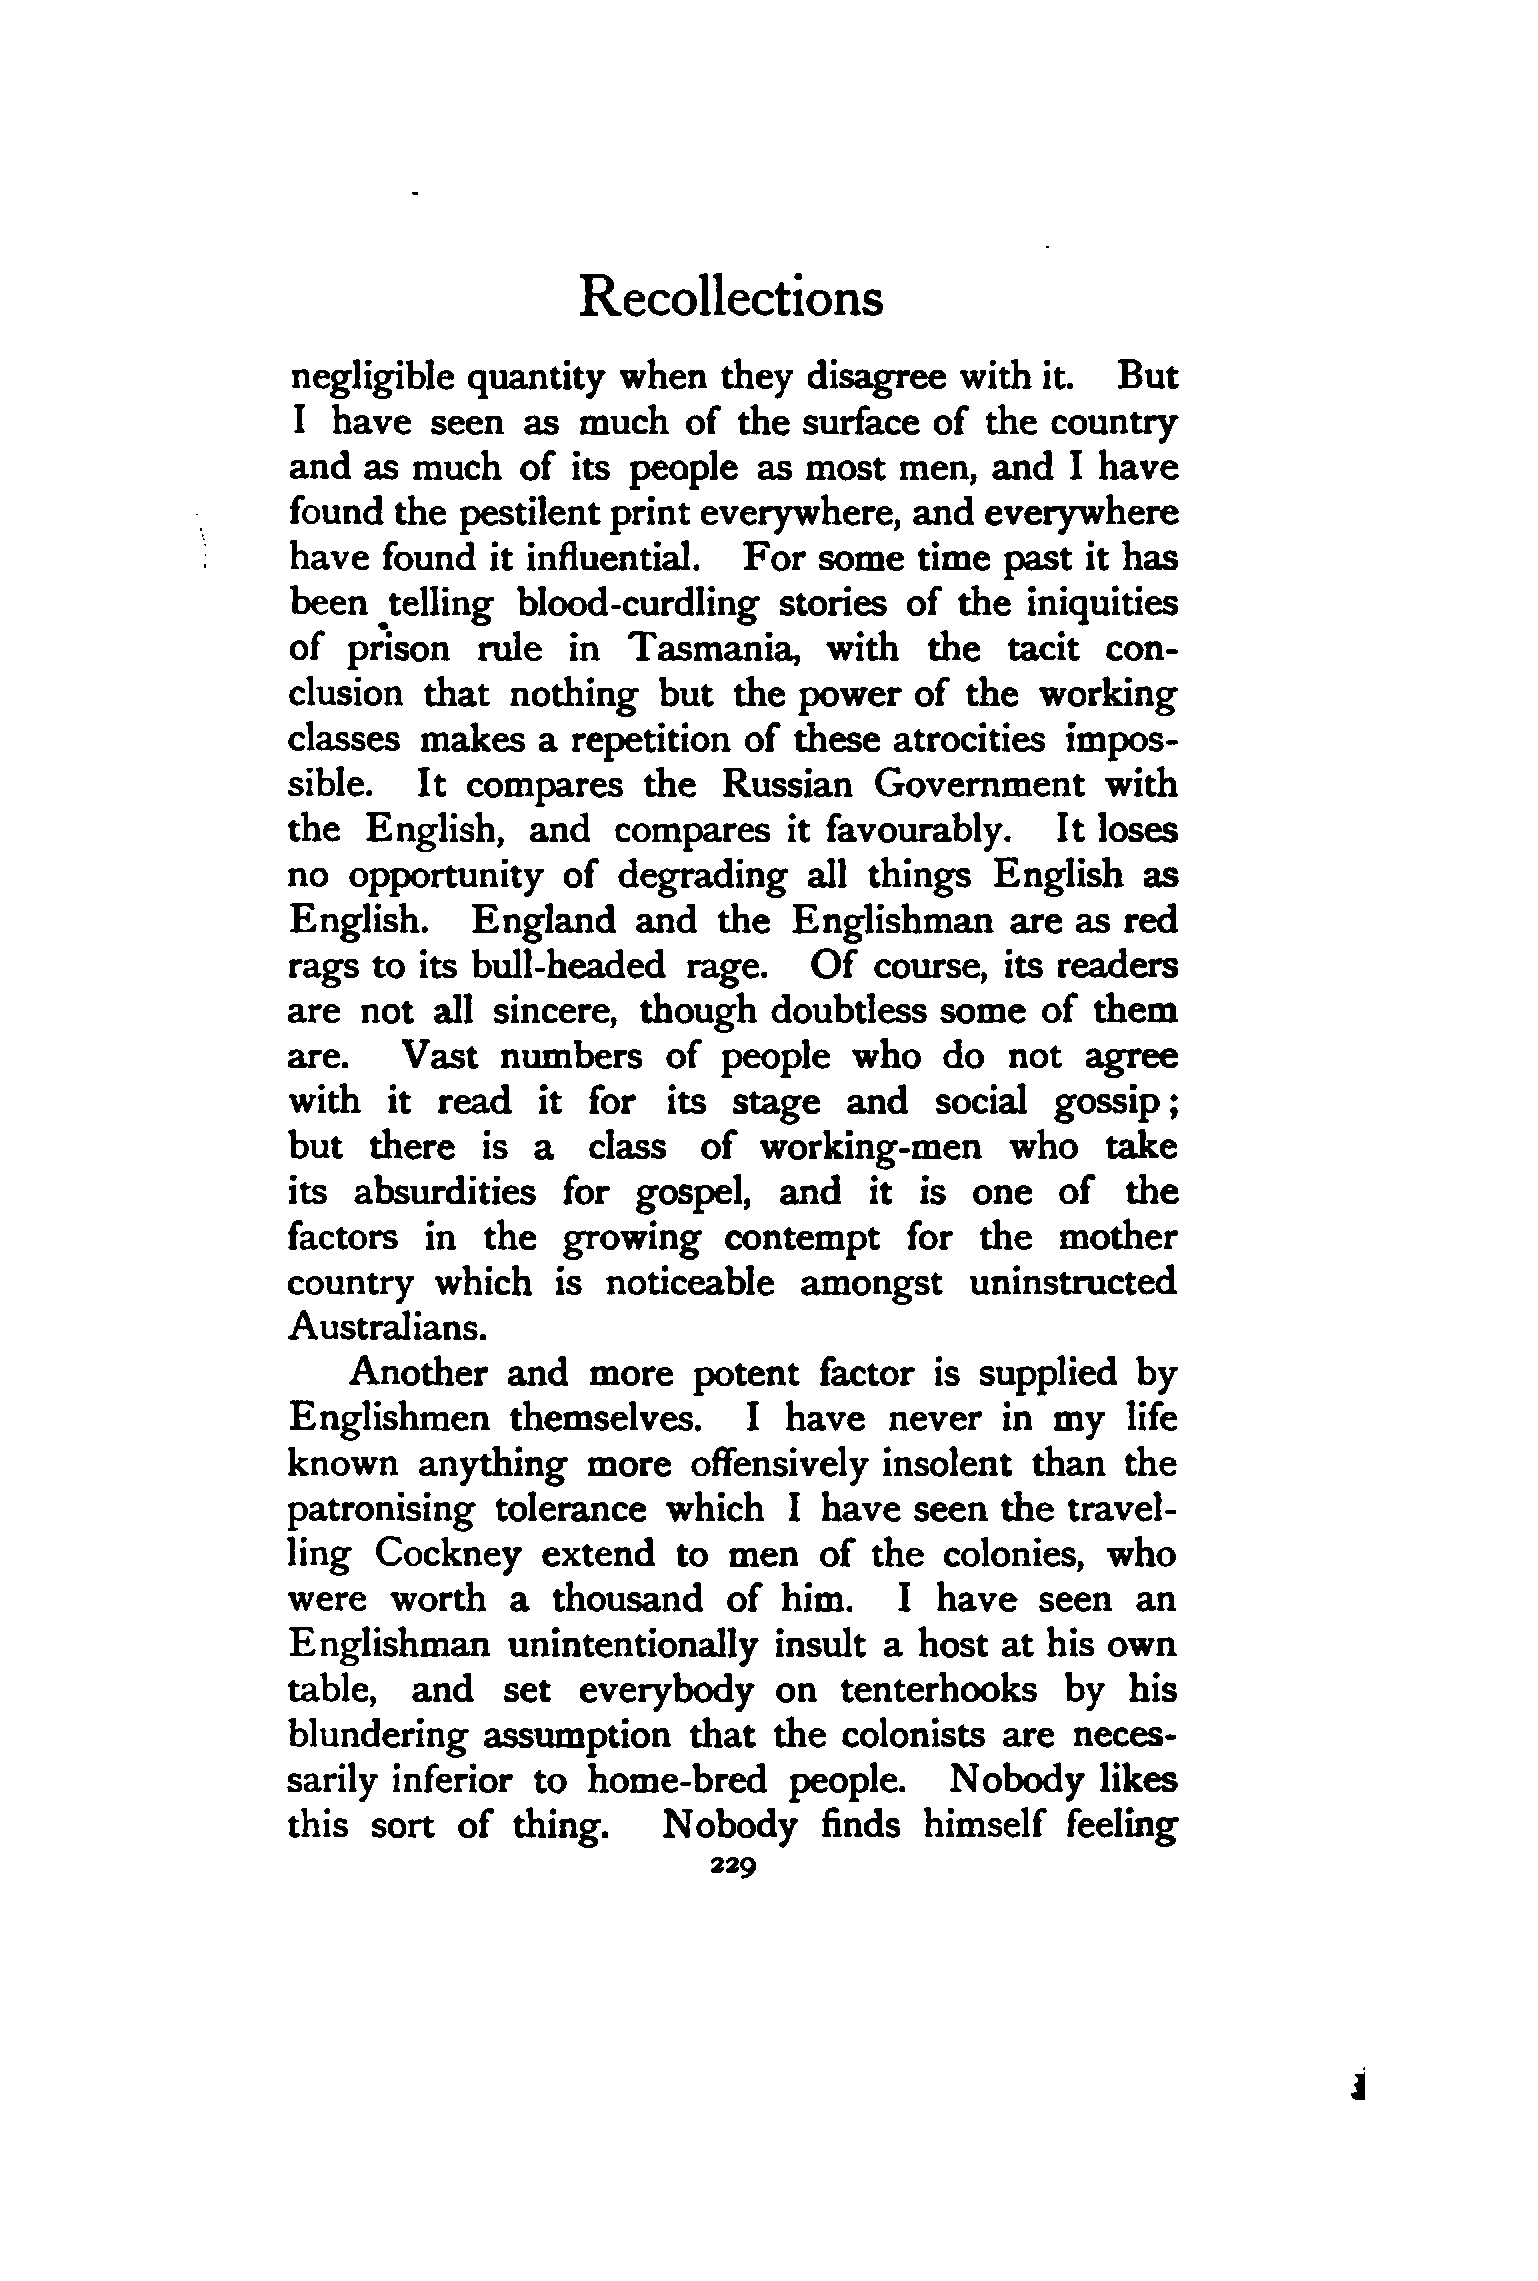 Recollections
negligible quantity when they disagree with it. But
I have seen as much of the surface of the country
and as much of its people as most men, and I have
found the pestilent print everywhere, and everywhere
have found it influential. For some time past it has
been telling blood-curdling stories of the iniquities
of prison rule in Tasmania, with the tacit con-
clusion that nothing but the power of the working
classes makes a repetition of these atrocities impos-
sible. It compares the Russian Government with
the English, and compares it favourably. It loses
no opportunity of degrading all things English as
English. England and the Englishman are as red
rags to its bull-headed rage. Of course, its readers
are not all sincere, though doubtless some of them
are. Vast numbers of people who do not agree
with it read it for its stage and social gossip;
but there is a class of working-men who take
its absurdities for gospel, and it is one of the
factors in the growing contempt for the mother
country which is noticeable amongst uninstructed
Australians.
Another and more potent factor is supplied by
Englishmen themselves. I have never in my life
known anything more offensively insolent than the
patronising tolerance which I have seen the travel-
ling Cockney extend to men of the colonies, who
were worth a thousand of him. I have seen an
Englishman unintentionally insult a host at his own
table, and set everybody on tenterhooks by his
blundering assumption that the colonists are neces-
sarily inferior to home-bred people. Nobody likes
this sort of thing. Nobody finds himself feeling
229